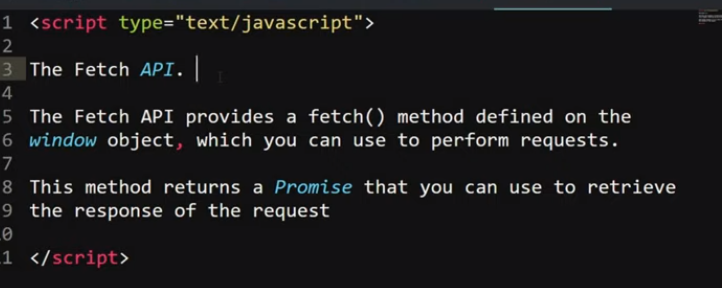 1 <script type="text/javascript">
2
3 The Fetch API.
4
5 The Fetch API provides a fetch() method defined on the
6 window object, which you can use to perform requests.
7
8 This method returns a Promise that you can use to retrieve
9 the response of the request
0
1 </script>